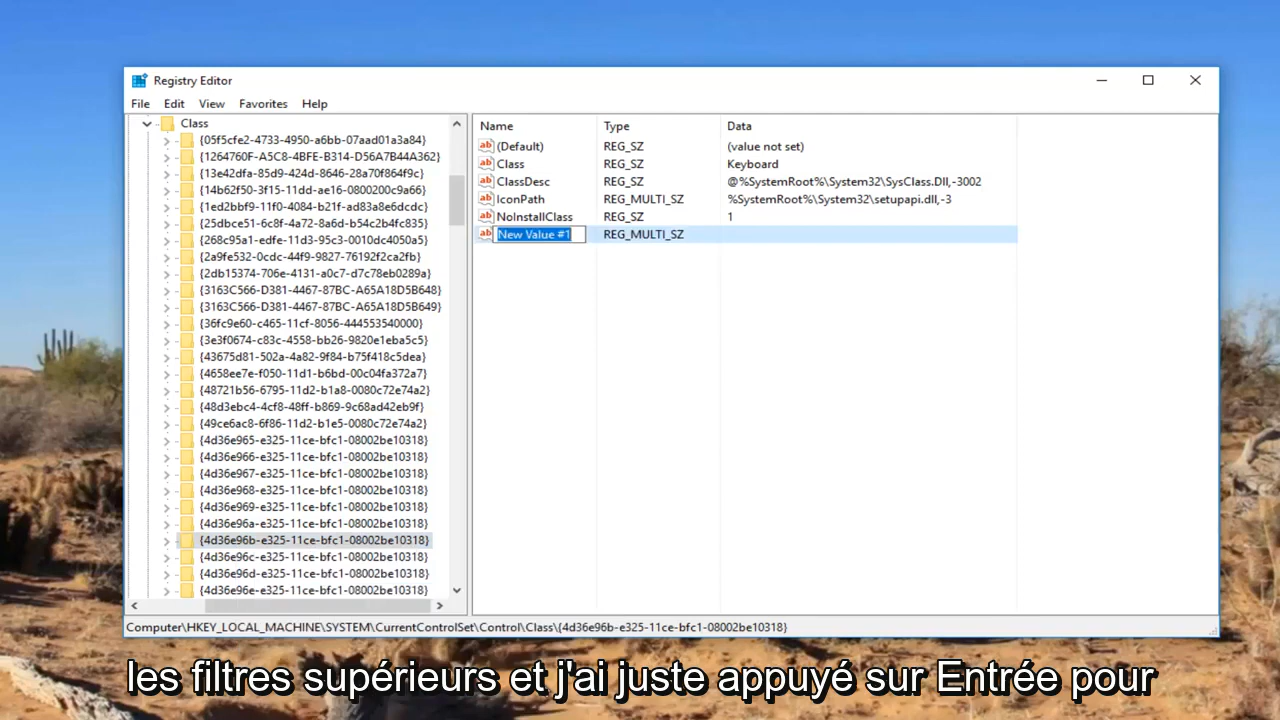 Registry Editor
File Edit View Favorites Help
Class
{05f5cfe2-4733-4950-a6bb-07aad01a3a84}
{1264760F-A5C8-4BFE-B314-D56A7B44A362}
{13e42dfa-85d9-424d-8646-28a70f864f9c}
{14b62f50-3f15-11dd-ae16-0800200c9a66}
{1ed2bbf9-11f0-4084-b21f-ad83a8e6dcdc}
{25dbce51-6c8f-4a72-8a6d-b54c2b4fc835}
{268c95a1-edfe-11d3-95c3-0010dc4050a5}
{2a9fe532-0cdc-44f9-9827-76192f2ca2fb}
{2db15374-706e-4131-a0c7-d7c78eb0289a}
{3163C566-D381-4467-87BC-A65A18D5B648}
{3163C566-D381-4467-87BC-A65A18D5B649}
{36fc9e60-c465-11cf-8056-444553540000}
{3e3f0674-c83c-4558-bb26-9820e1eba5c5}
{43675d81-502a-4a82-9f84-b75f418c5dea}
{4658ee7e-f050-11d1-b6bd-00c04fa372a7}
{48721b56-6795-11d2-b1a8-0080c72e74a2}
{48d3ebc4-4cf8-48ff-b869-9c68ad42eb9f}
{49ce6ac8-6f86-11d2-b1e5-0080c72e74a2}
{4d36e965-e325-11ce-bfc1-08002be10318}
{4d36e966-e325-11ce-bfc1-08002be10318}
{4d36e967-e325-11ce-bfc1-08002be10318}
{4d36e968-e325-11ce-bfc1-08002be10318}
{4d36e969-e325-11ce-bfc1-08002be10318}
{4d36e96a-e325-11ce-bfc1-08002be10318}
{4d36e96b-e325-11ce-bfc1-08002be10318}
{4d36e96c-e325-11ce-bfc1-08002be10318}
{4d36e96d-e325-11ce-bfc1-08002be10318}
{4d36e96e-e325-11ce-bfc1-08002be10318}
Name Type Data
(Default) REG_SZ (value not set)
Class REG_SZ Keyboard
ClassDesc REG_SZ @%SystemRoot%\System32\SysClass.Dll,-3002
IconPath REG_MULTI_SZ %SystemRoot%\System32\setupapi.dll,-3
NoInstallClass REG_SZ 1
New Value #1 REG_MULTI_SZ
Computer\HKEY_LOCAL_MACHINE\SYSTEM\CurrentControlSet\Control\Class\{4d36e96b-e325-11ce-bfc1-08002be10318}
les filtres supérieurs et j'ai juste appuyé sur Entrée pour